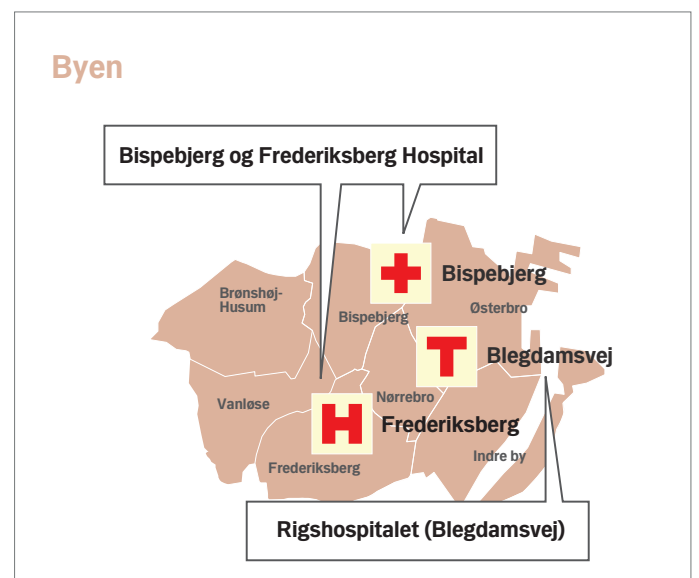 Byen
Bispebjerg og Frederiksberg Hospital
Brønshøj-
Husum
Bispebjerg
Bispebjerg
Østerbro
T
Blegdamsvej
Vanløse
Nørrebro
H
Frederiksberg
Frederiksberg
Indre by
Rigshospitalet (Blegdamsvej)